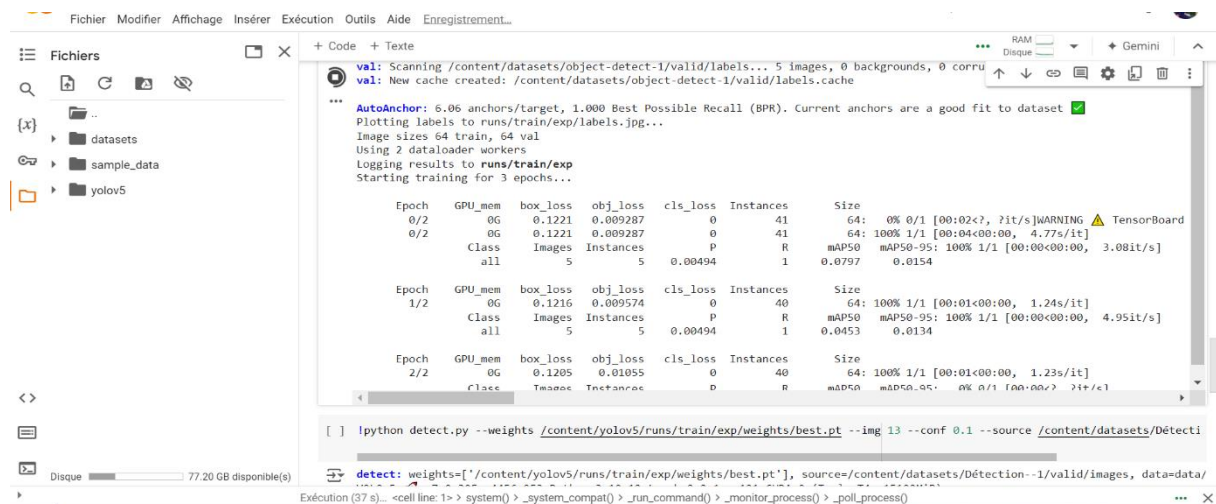 Fichier Modifier Affichage Insérer Exécution Outils Aide Enregistrement...
Fichiers
+ Code + Texte
RAM
Disque
Gemini
..
datasets
sample_data
yolov5
{x}
<>
val: Scanning /content/datasets/object-detect-1/valid/labels... 5 images, 0 backgrounds, 0 corru
val: New cache created: /content/datasets/object-detect-1/valid/labels.cache
AutoAnchor: 6.06 anchors/target, 1.000 Best Possible Recall (BPR). Current anchors are a good fit to dataset ✅
Plotting labels to runs/train/exp/labels.jpg...
Image sizes 64 train, 64 val
Using 2 dataloader workers
Logging results to runs/train/exp
Starting training for 3 epochs...
Epoch GPU_mem box_loss obj_loss cls_loss Instances Size
0/2 0G 0.1221 0.009287 0 41 64: 0% 0/1 [00:02<?, ?it/s]WARNING ⚠️ TensorBoard
0/2 0G 0.1221 0.009287 0 41 64: 100% 1/1 [00:04<00:00, 4.77s/it]
Class Images Instances P R mAP50 mAP50-95: 100% 1/1 [00:00<00:00, 3.08it/s]
all 5 5 0.00494 1 0.0797 0.0154
Epoch GPU_mem box_loss obj_loss cls_loss Instances Size
1/2 0G 0.1216 0.009574 0 40 64: 100% 1/1 [00:01<00:00, 1.24s/it]
Class Images Instances P R mAP50 mAP50-95: 100% 1/1 [00:00<00:00, 4.95it/s]
all 5 5 0.00494 1 0.0453 0.0134
Epoch GPU_mem box_loss obj_loss cls_loss Instances Size
2/2 0G 0.1205 0.01055 0 40 64: 100% 1/1 [00:01<00:00, 1.23s/it]
Class Images Instances P R mAP50 mAP50-95: 0% 0/1 [00:00<?, ?it/s]
[ ] !python detect.py --weights /content/yolov5/runs/train/exp/weights/best.pt --img 13 --conf 0.1 --source /content/datasets/Détecti
detect: weights=['/content/yolov5/runs/train/exp/weights/best.pt'], source=/content/datasets/Détection--1/valid/images, data=data/
Disque 77.20 GB disponible(s)
Exécution (37 s)... <cell line: 1> > system() > _system_compat() > _run_command() > _monitor_process() > _poll_process()